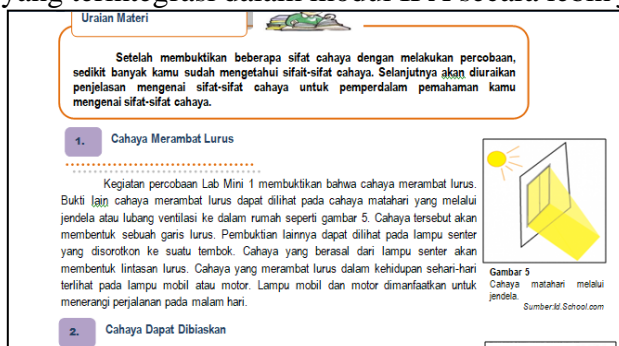 Uraian Materi
Setelah membuktikan beberapa sifat cahaya dengan melakukan percobaan,
sedikit banyak kamu sudah mengetahui sifait-sifat cahaya. Selanjutnya akan diuraikan
penjelasan mengenai sifat-sifat cahaya untuk pemperdalam pemahaman kamu
mengenai sifat-sifat cahaya.
1. Cahaya Merambat Lurus
Kegiatan percobaan Lab Mini 1 membuktikan bahwa cahaya merambat lurus.
Bukti lain cahaya merambat lurus dapat dilihat pada cahaya matahari yang melalui
jendela atau lubang ventilasi ke dalam rumah seperti gambar 5. Cahaya tersebut akan
membentuk sebuah garis lurus. Pembuktian lainnya dapat dilihat pada lampu senter
yang disorotkon ke suatu tembok. Cahaya yang berasal dari lampu senter akan
membentuk lintasan lurus. Cahaya yang merambat lurus dalam kehidupan sehari-hari
terlihat pada lampu mobil atau motor. Lampu mobil dan motor dimanfaatkan untuk
menerangi perjalanan pada malam hari.
Gambar 5
Cahaya matahari melalui
jendela.
Sumber:Id.School.com
2. Cahaya Dapat Dibiaskan